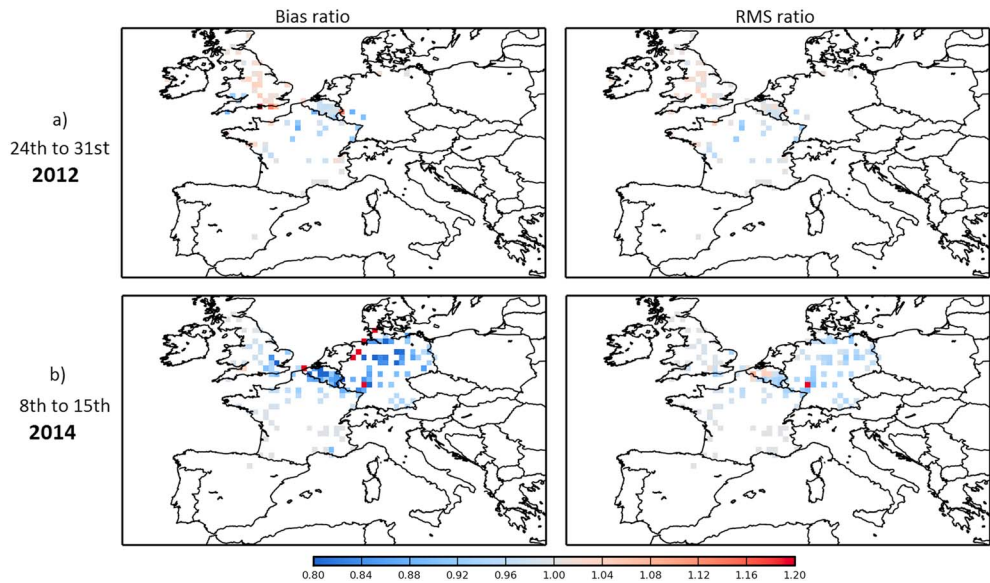 Bias ratio
RMS ratio
a)
24th to 31st
2012
b)
8th to 15th
2014
0.80 0.84 0.88 0.92 0.96 1.00 1.04 1.08 1.12 1.16 1.20